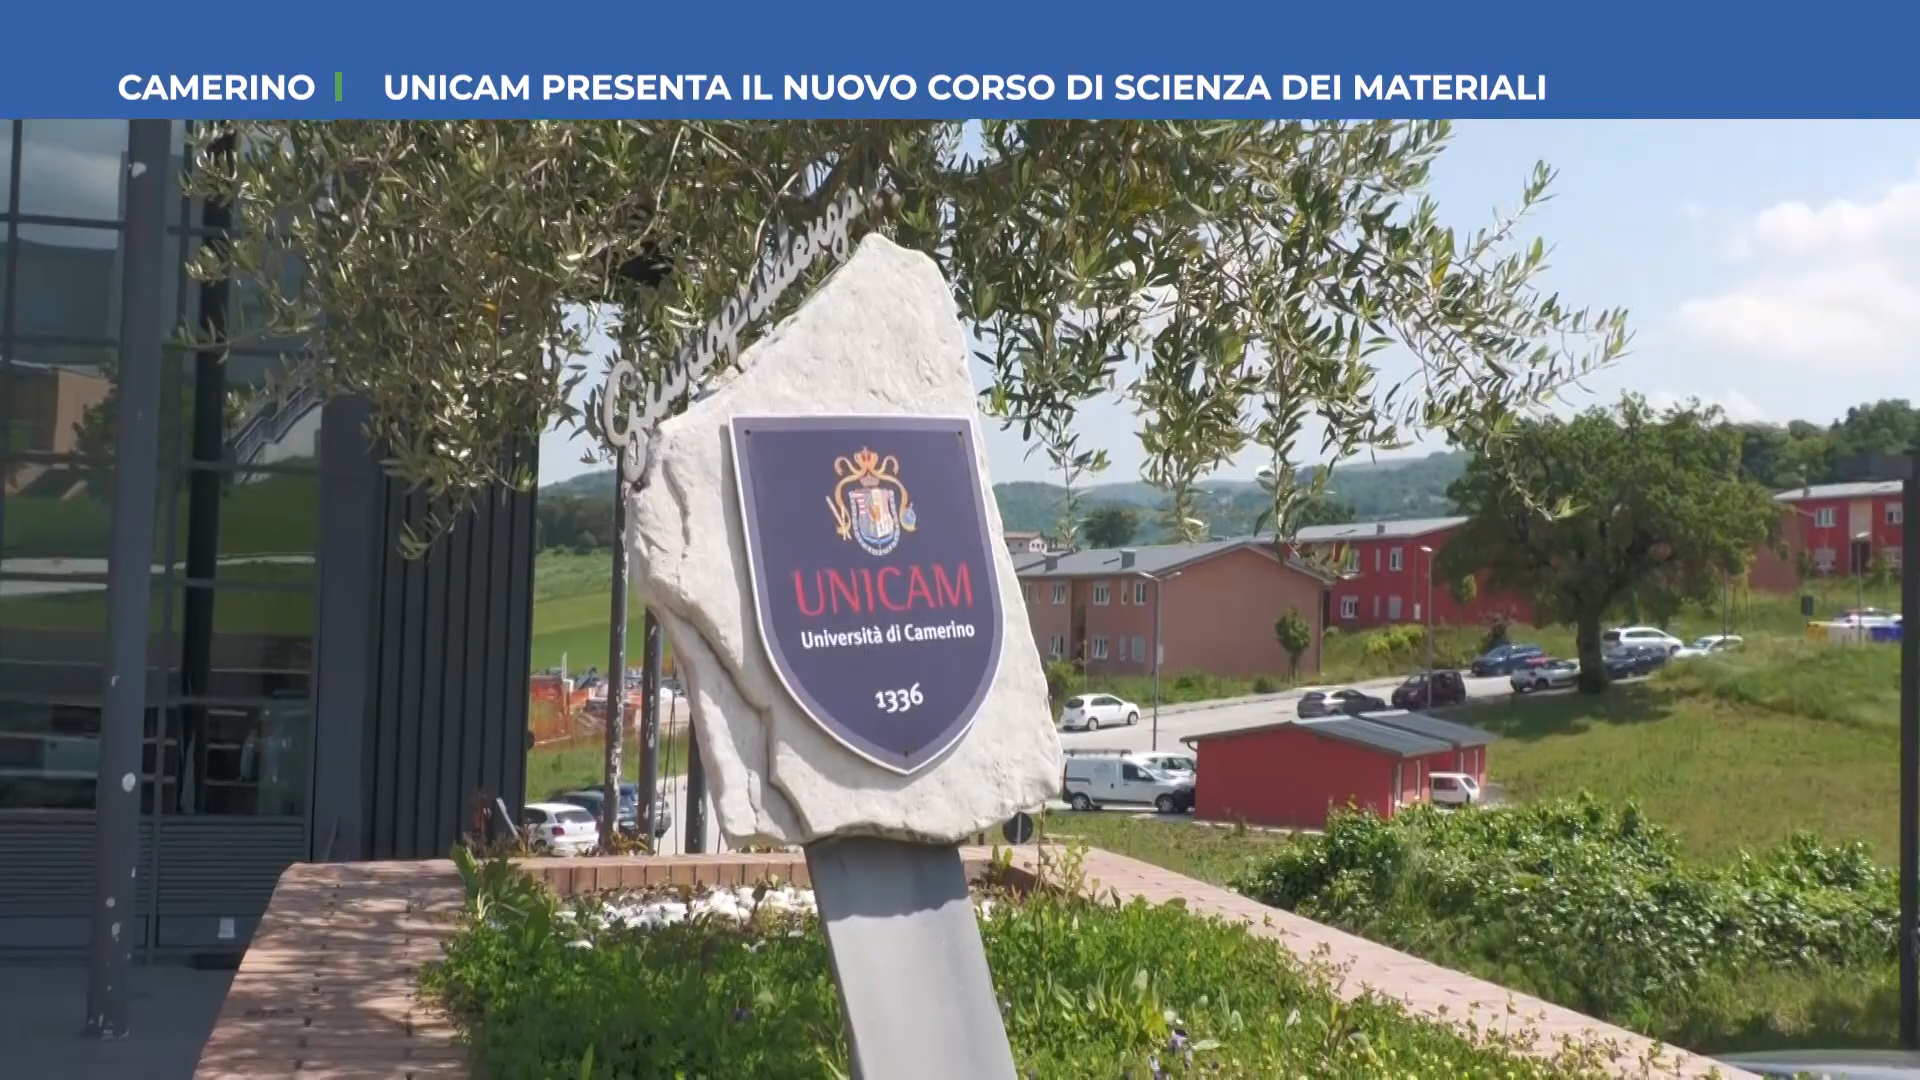 CAMERINO | UNICAM PRESENTA IL NUOVO CORSO DI SCIENZA DEI MATERIALI
UNICAM
Università di Camerino
1336